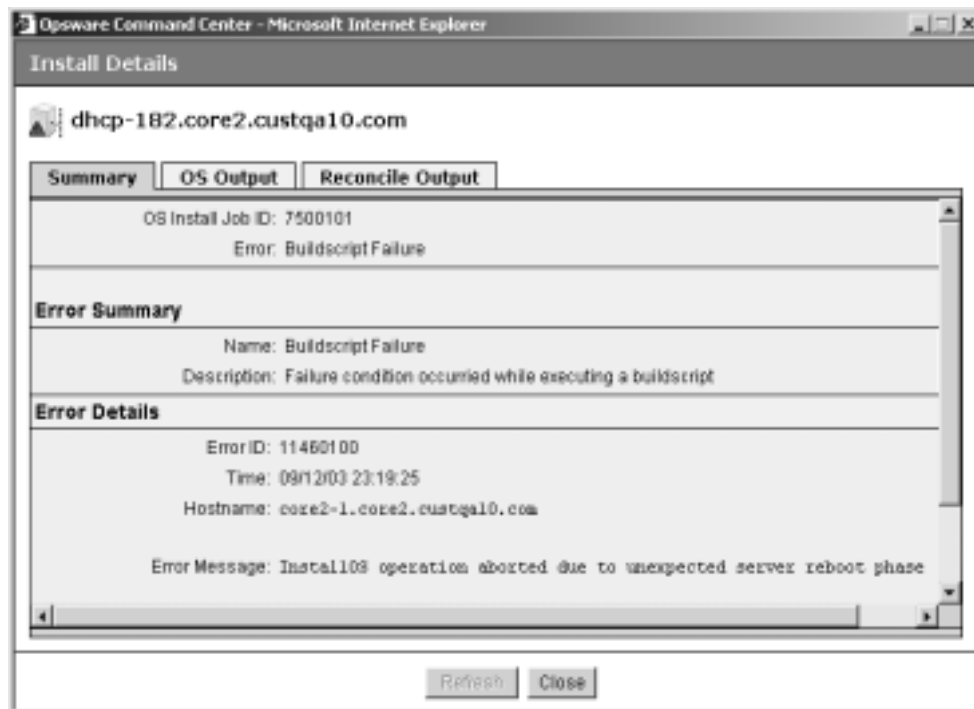 Opsware Command Center - Microsoft Internet Explorer
Install Details
dhcp-182.core2.custqa10.com
Summary OS Output Reconcile Output
OS Install Job ID: 7500101
Error: Buildscript Failure
Error Summary
Name: Buildscript Failure
Description: Failure condition occurried while executing a buildscript
Error Details
Error ID: 11460100
Time: 09/12/03 23:19:25
Hostname: core2-1.core2.custqa10.com
Error Message: InstallOS operation aborted due to unexpected server reboot phase
Refresh Close